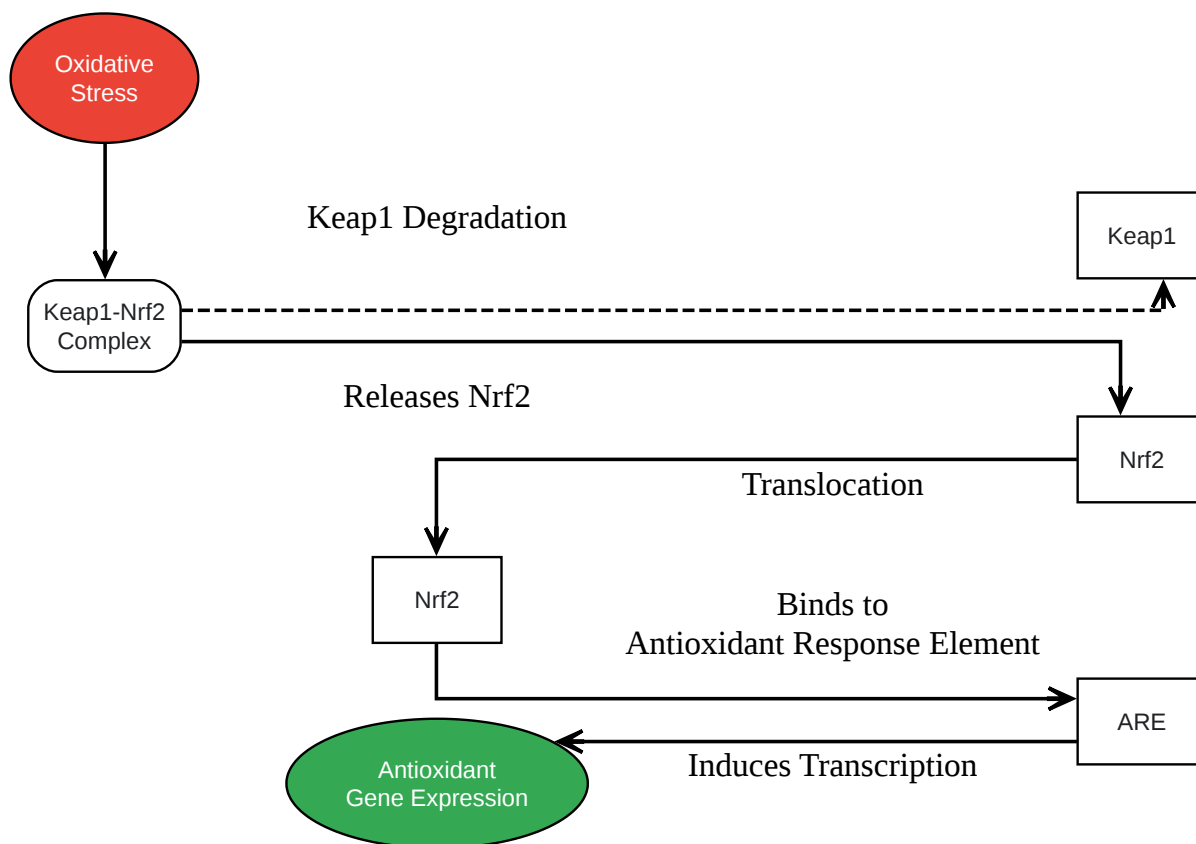 Oxidative
Stress
Keap1 Degradation
Keap1
Keap1-Nrf2
Complex
Releases Nrf2
Nrf2
Translocation
Nrf2
Binds to
Antioxidant Response Element
ARE
Induces Transcription
Antioxidant
Gene Expression